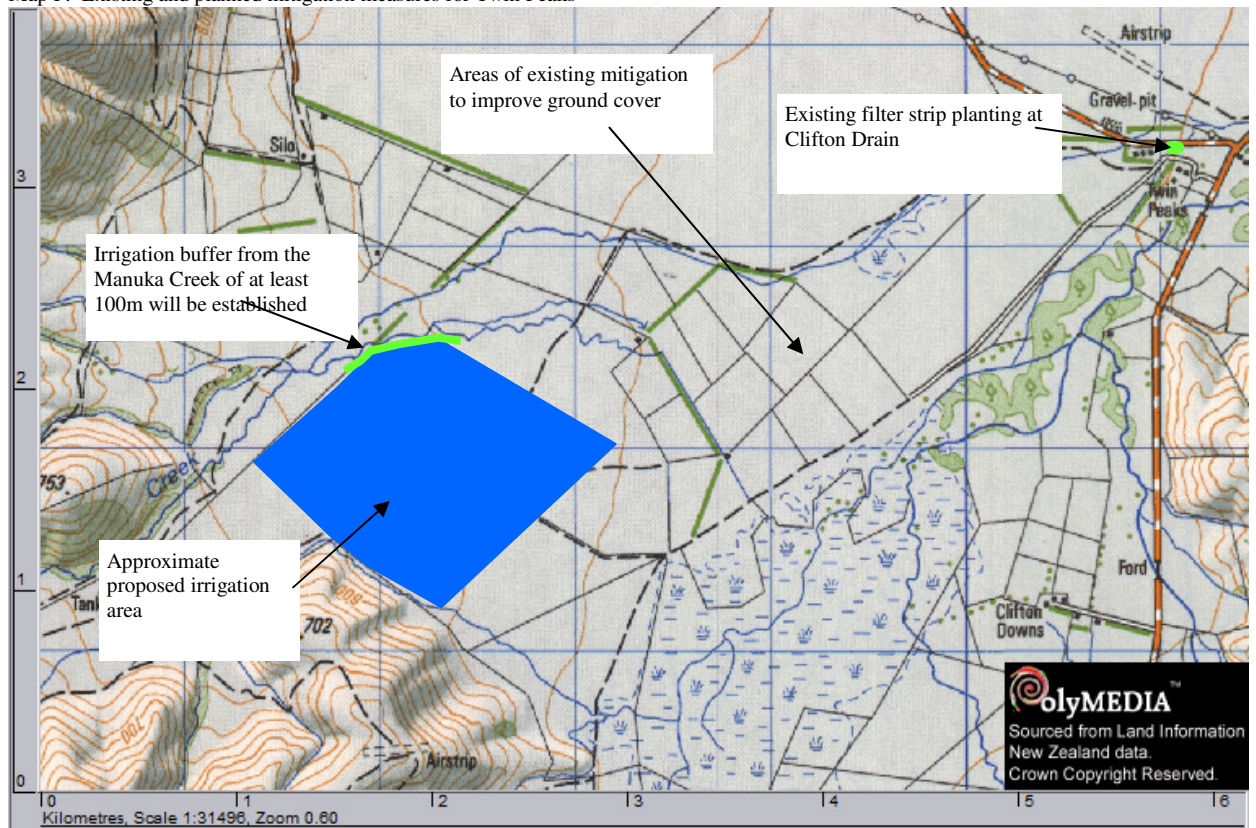 Airstrip
Areas of existing mitigation
to improve ground cover
Existing filter strip planting at
Clifton Drain
Gravel-pit
Silo
3
Twin
Peaks
Irrigation buffer from the
Manuka Creek of at least
100m will be established
2
Creek
753
Approximate
proposed irrigation
area
1
Tank
600
702
Ford
Clifton
Downs
700
Airstrip
polyMEDIA™
Sourced from Land Information
New Zealand data.
Crown Copyright Reserved.
0
0 1 2 3 4 5 6
Kilometres, Scale 1:31496, Zoom 0.60